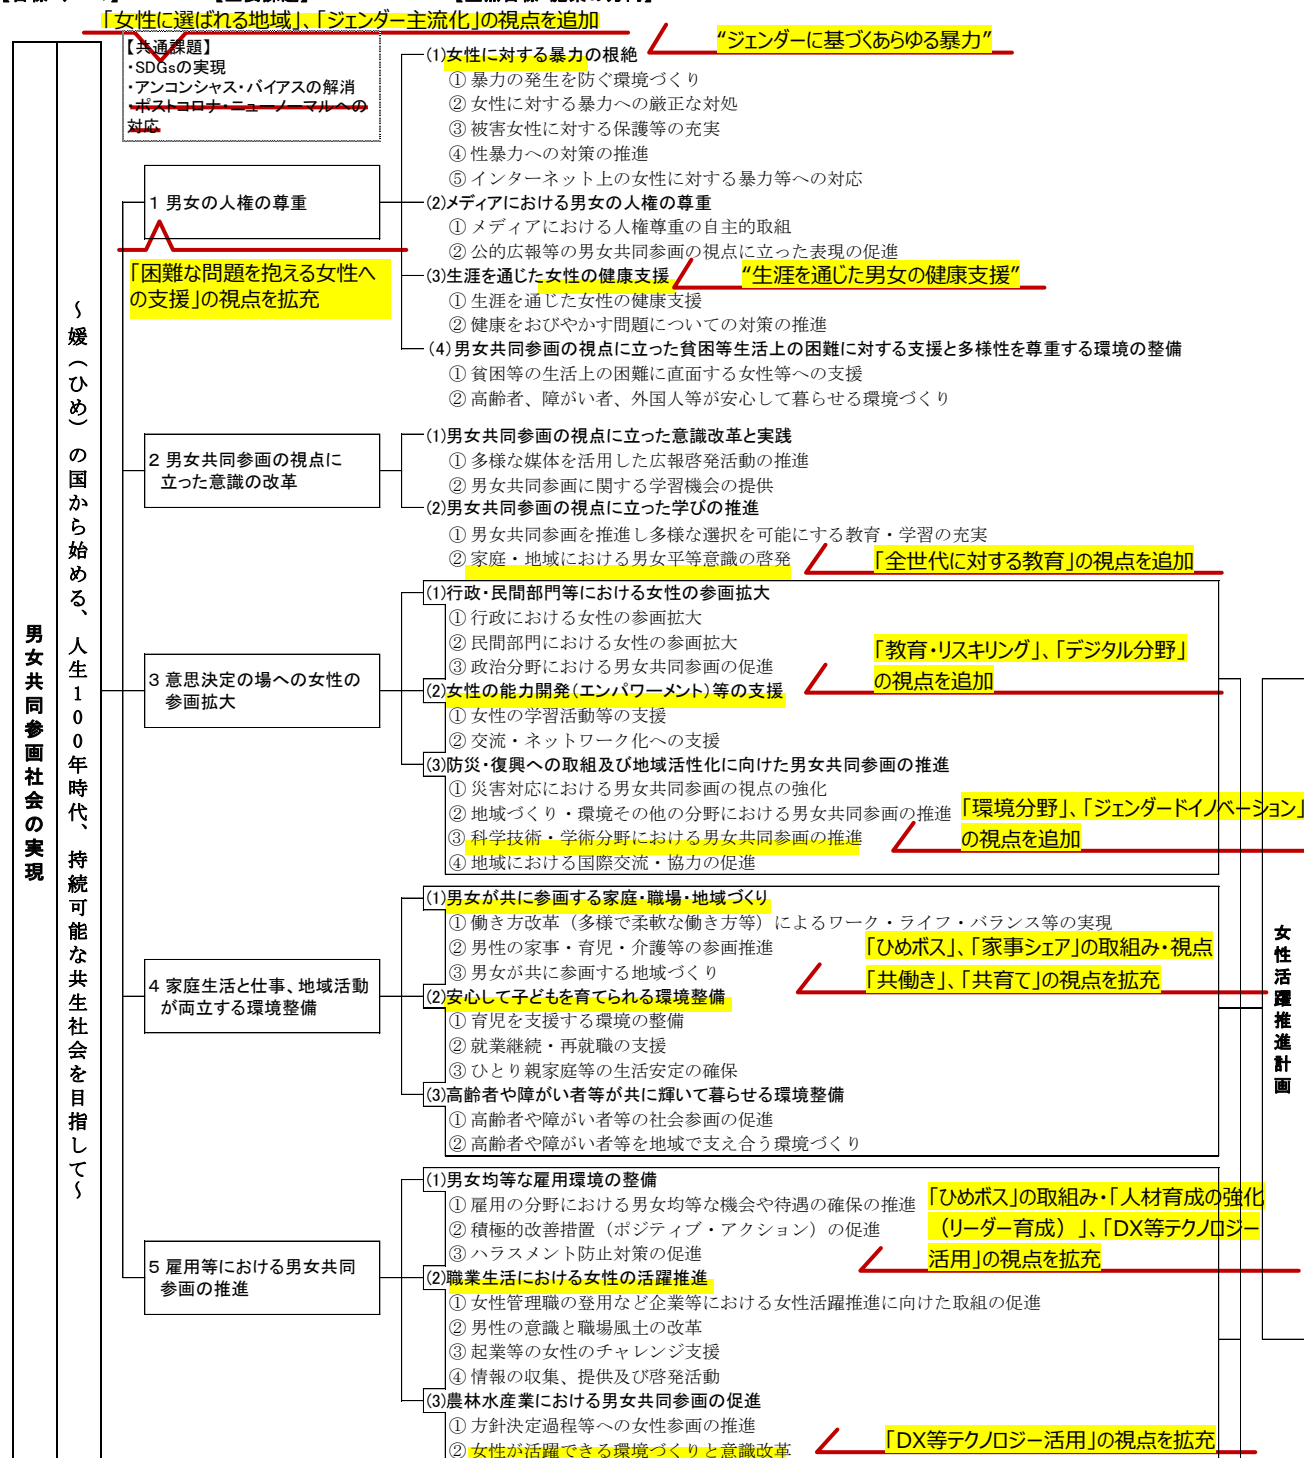 「女性に選ばれる地域」、「ジェンダー主流化」の視点を追加
【共通課題】
・SDGsの実現
・アンコンシャス・バイアスの解消
・ポストコロナ・ニューノーマルへの
対応
(1)女性に対する暴力の根絶
“ジェンダーに基づくあらゆる暴力”
① 暴力の発生を防ぐ環境づくり
② 女性に対する暴力への厳正な対処
③ 被害女性に対する保護等の充実
④ 性暴力への対策の推進
⑤ インターネット上の女性に対する暴力等への対応
1 男女の人権の尊重
(2)メディアにおける男女の人権の尊重
① メディアにおける人権尊重の自主的取組
② 公的広報等の男女共同参画の視点に立った表現の促進
「困難な問題を抱える女性へ
の支援」の視点を拡充
(3)生涯を通じた女性の健康支援
“生涯を通じた男女の健康支援”
① 生涯を通じた女性の健康支援
② 健康をおびやかす問題についての対策の推進
(4)男女共同参画の視点に立った貧困等生活上の困難に対する支援と多様性を尊重する環境の整備
① 貧困等の生活上の困難に直面する女性等への支援
② 高齢者、障がい者、外国人等が安心して暮らせる環境づくり
2 男女共同参画の視点に
立った意識の改革
(1)男女共同参画の視点に立った意識改革と実践
① 多様な媒体を活用した広報啓発活動の推進
② 男女共同参画に関する学習機会の提供
(2)男女共同参画の視点に立った学びの推進
① 男女共同参画を推進し多様な選択を可能にする教育・学習の充実
② 家庭・地域における男女平等意識の啓発
「全世代に対する教育」の視点を追加
男女共同参画社会の実現
～媛（ひめ）の国から始める、人生100年時代、持続可能な共生社会を目指して～
3 意思決定の場への女性の
参画拡大
(1)行政・民間部門等における女性の参画拡大
① 行政における女性の参画拡大
② 民間部門における女性の参画拡大
③ 政治分野における男女共同参画の促進
「教育・リスキリング」、「デジタル分野」
の視点を追加
(2)女性の能力開発（エンパワーメント）等の支援
① 女性の学習活動等の支援
② 交流・ネットワーク化への支援
(3)防災・復興への取組及び地域活性化に向けた男女共同参画の推進
① 災害対応における男女共同参画の視点の強化
② 地域づくり・環境その他の分野における男女共同参画の推進
③ 科学技術・学術分野における男女共同参画の推進
④ 地域における国際交流・協力の促進
「環境分野」、「ジェンダードイノベーション」
の視点を追加
4 家庭生活と仕事、地域活動
が両立する環境整備
(1)男女が共に参画する家庭・職場・地域づくり
① 働き方改革（多様で柔軟な働き方等）によるワーク・ライフ・バランス等の実現
② 男性の家事・育児・介護等の参画推進
③ 男女が共に参画する地域づくり
「ひめボス」、「家事シェア」の取組み・視点
「共働き」、「共育て」の視点を拡充
(2)安心して子どもを育てられる環境整備
① 育児を支援する環境の整備
② 就業継続・再就職の支援
③ ひとり親家庭等の生活安定の確保
(3)高齢者や障がい者等が共に輝いて暮らせる環境整備
① 高齢者や障がい者等の社会参画の促進
② 高齢者や障がい者等を地域で支え合う環境づくり
女性活躍推進計画
5 雇用等における男女共同
参画の推進
(1)男女均等な雇用環境の整備
① 雇用の分野における男女均等な機会や待遇の確保の推進
② 積極的改善措置（ポジティブ・アクション）の促進
③ ハラスメント防止対策の促進
「ひめボス」の取組み・「人材育成の強化
（リーダー育成）」、「DX等テクノロジー
活用」の視点を拡充
(2)職業生活における女性の活躍推進
① 女性管理職の登用など企業等における女性活躍推進に向けた取組の促進
② 男性の意識と職場風土の改革
③ 起業等の女性のチャレンジ支援
④ 情報の収集、提供及び啓発活動
(3)農林水産業における男女共同参画の促進
① 方針決定過程等への女性参画の推進
② 女性が活躍できる環境づくりと意識改革
「DX等テクノロジー活用」の視点を拡充